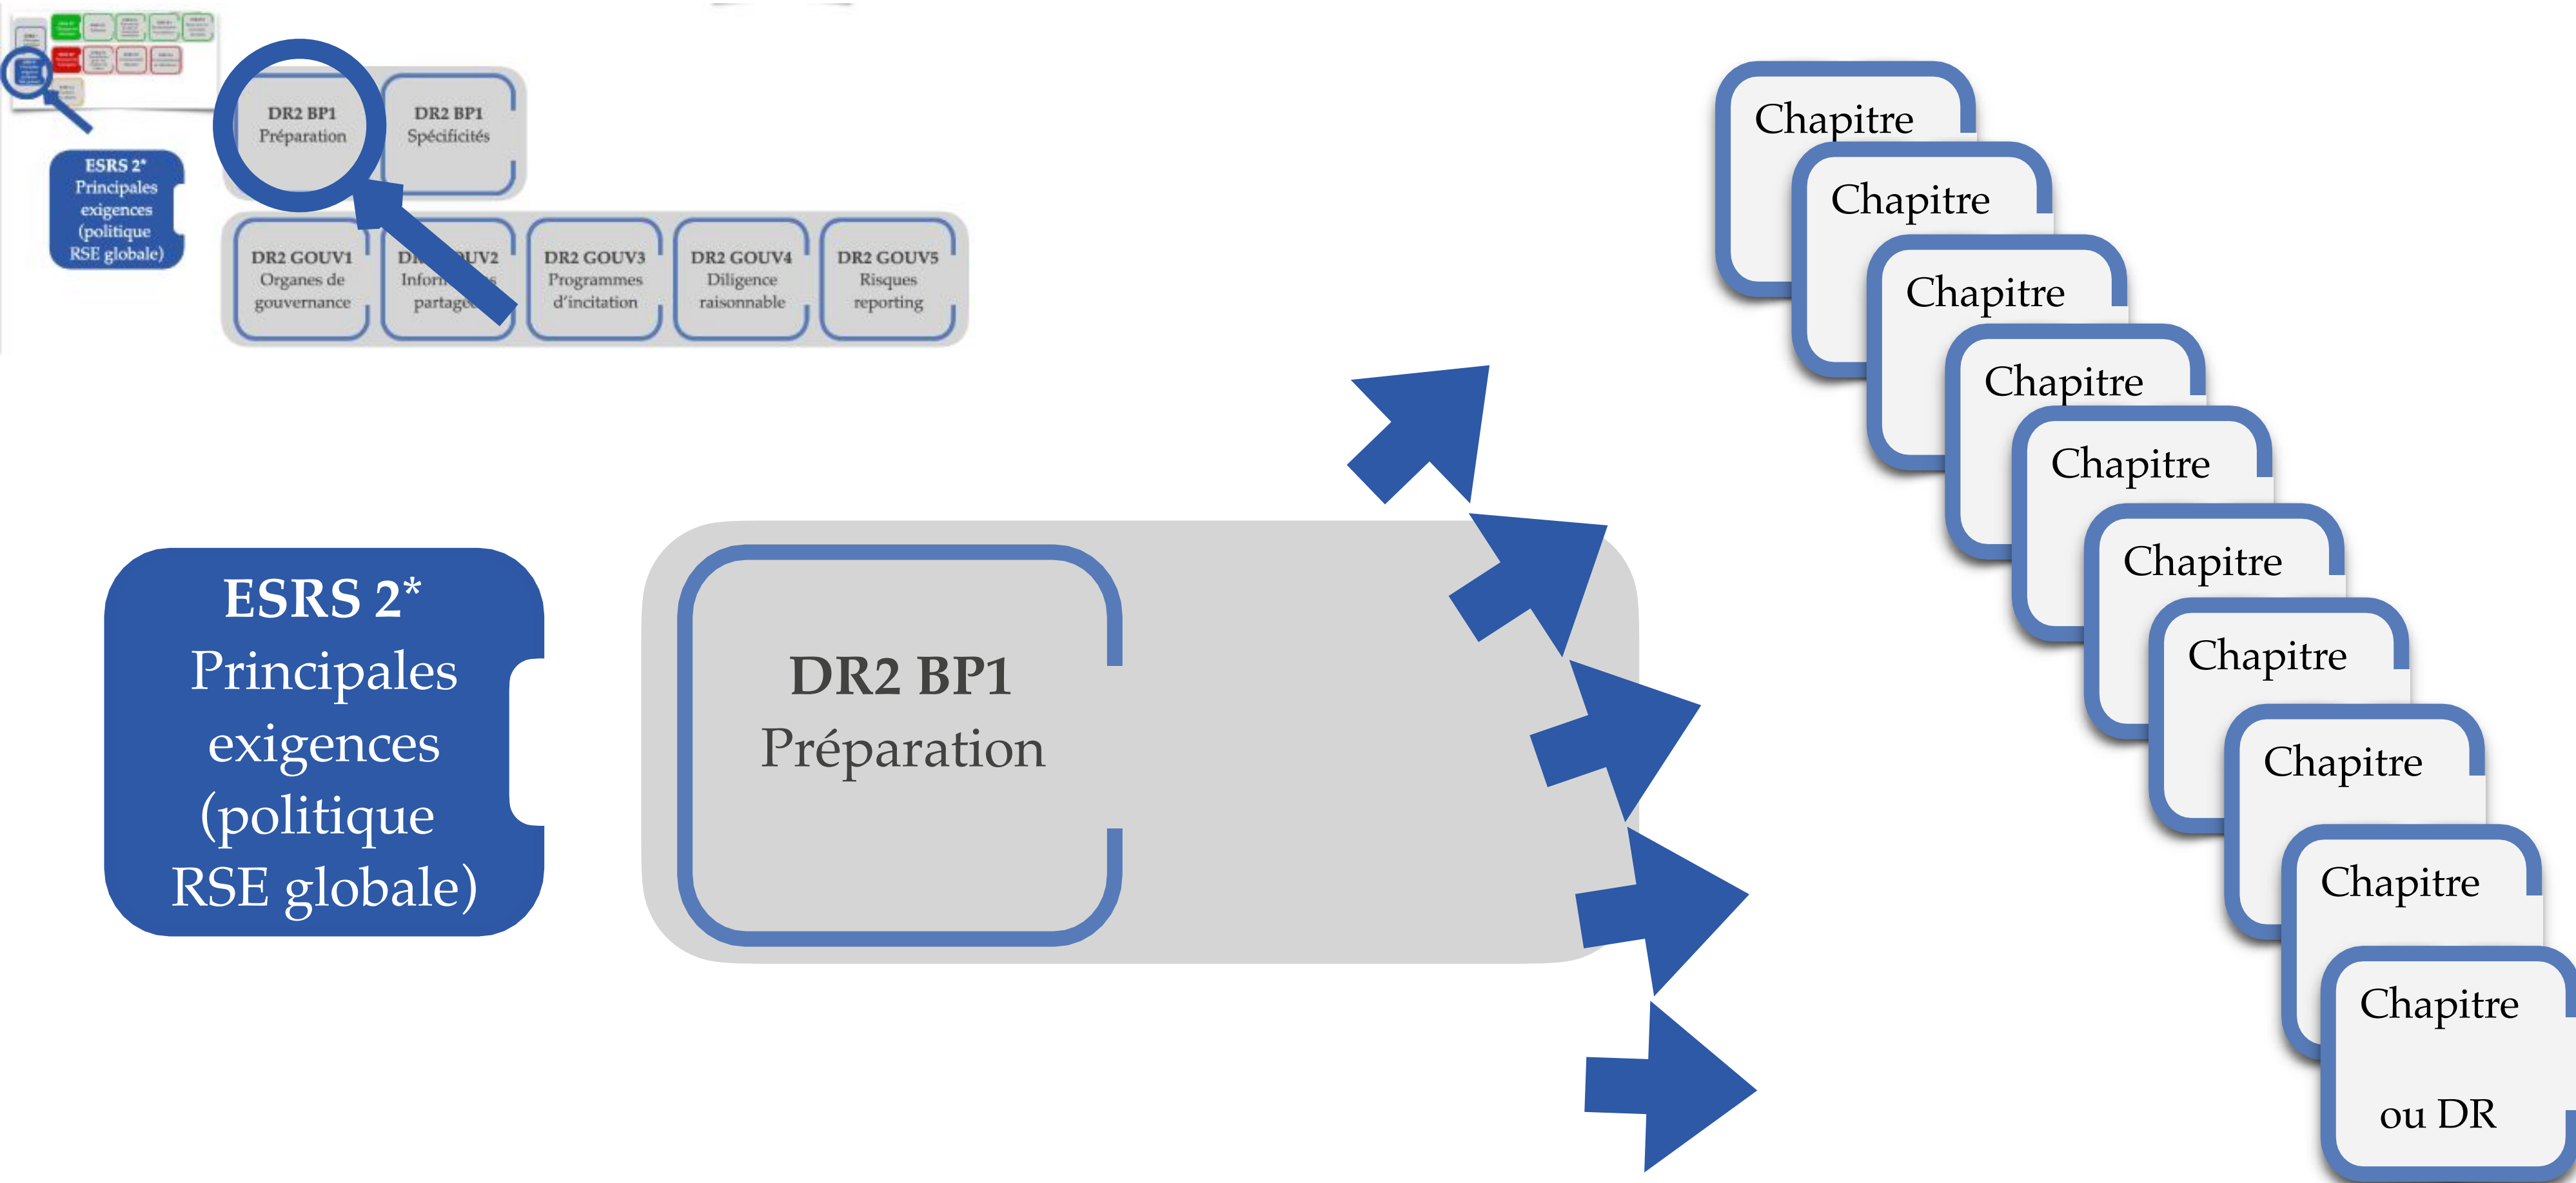 DR2 BP1
Préparation
DR2 BP1
Spécificités
ESRS 2*
Principales
exigences
(politique
RSE globale)
DR2 GOUV1
Organes de
gouvernance
DR2 GOUV3
Programmes
d'incitation
DR2 GOUV4
Diligence
raisonnable
DR2 GOUV5
Risques
reporting
ESRS 2*
Principales
exigences
(politique
RSE globale)
DR2 BP1
Préparation
Chapitre
Chapitre
Chapitre
Chapitre
Chapitre
Chapitre
Chapitre
Chapitre
Chapitre
Chapitre
ou DR